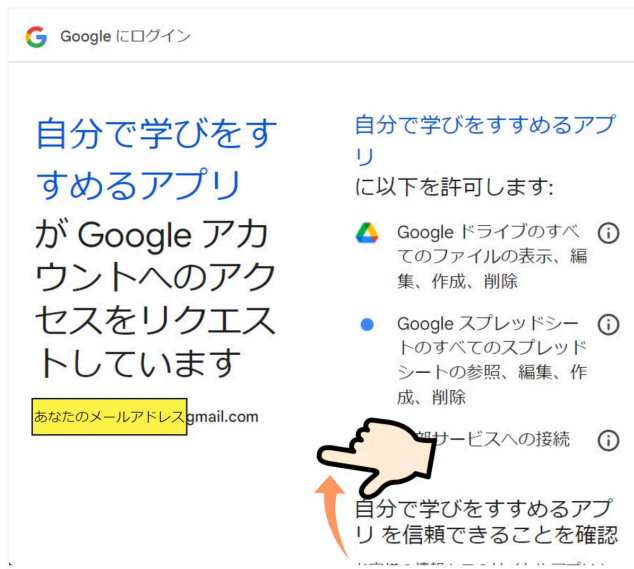 Google にログイン
自分で学びをす
すめるアプリ
が Google アカ
ウントへのアク
セスをリクエス
トしています
あなたのメールアドレスgmail.com
自分で学びをすすめるアプ
リ
に以下を許可します:
Google ドライブのすべ
てのファイルの表示、編
集、作成、削除
Google スプレッドシー
トのすべてのスプレッド
シートの参照、編集、作
成、削除
部サービスへの接続
自分で学びをすすめるアプ
リ を信頼できることを確認